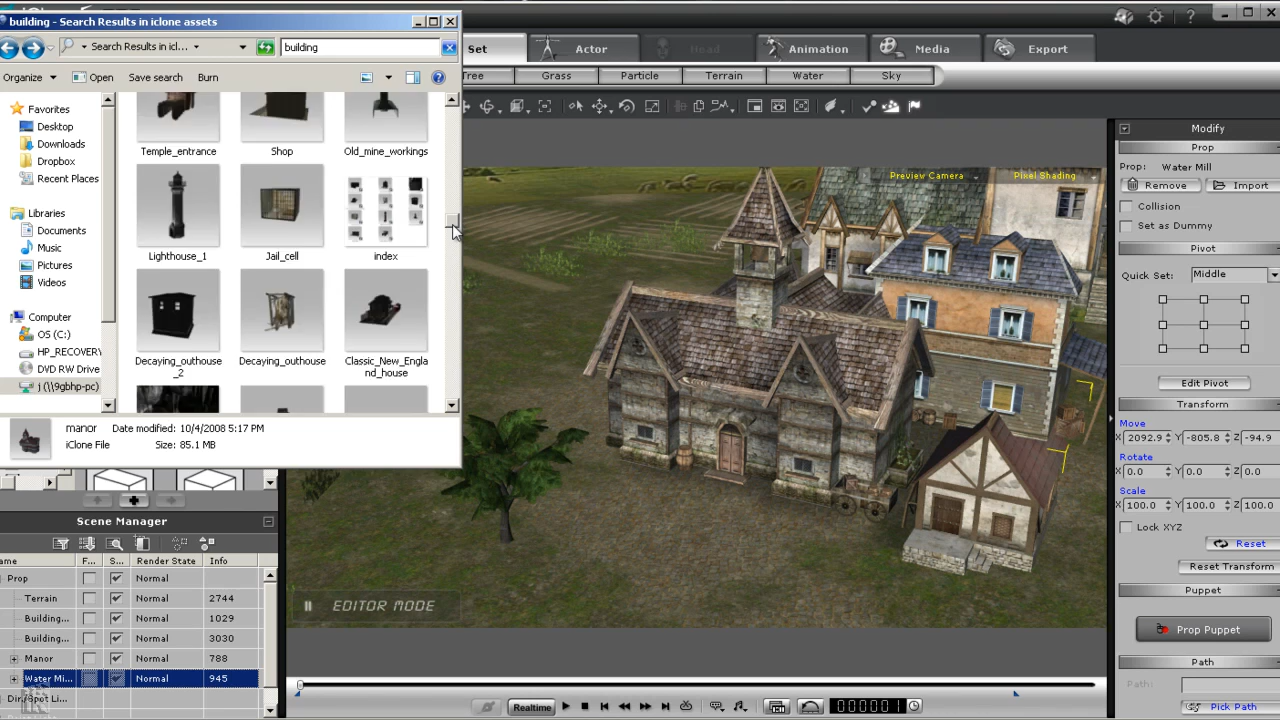 building - Search Results in iclone assets
Search Results in icl...
building
Organize
Open
Save search
Burn
Favorites
Desktop
Downloads
Dropbox
Recent Places
Libraries
Documents
Music
Pictures
Videos
Computer
OS (C:)
HP_RECOVERY
DVD RW Drive
j (\\9gbhp-pc)
Temple_entrance
Shop
Old_mine_workings
Lighthouse_1
Jail_cell
index
Decaying_outhouse
_2
Decaying_outhouse
Classic_New_Engla
nd_house
manor
Date modified: 10/4/2008 5:17 PM
iClone File
Size: 85.1 MB
Set
Actor
Head
Animation
Media
Export
Tree
Grass
Particle
Terrain
Water
Sky
Preview Camera
Pixel Shading
EDITOR MODE
Scene Manager
ame
F...
S...
Render State
Info
Prop
Normal
Terrain
Normal
2744
Building...
Normal
1029
Building...
Normal
3030
Manor
Normal
788
Water Mi...
Normal
945
Normal
Realtime
000001
Modify
Prop
Prop: Water Mill
Remove
Import
Collision
Set as Dummy
Pivot
Quick Set:
Middle
Edit Pivot
Transform
Move
X 2092.9 Y -805.8 Z -94.9
Rotate
X 0.0 Y 0.0 Z 0.0
Scale
X 100.0 Y 100.0 Z 100.0
Lock XYZ
Reset
Reset Transform
Puppet
Prop Puppet
Path
Path:
Pick Path